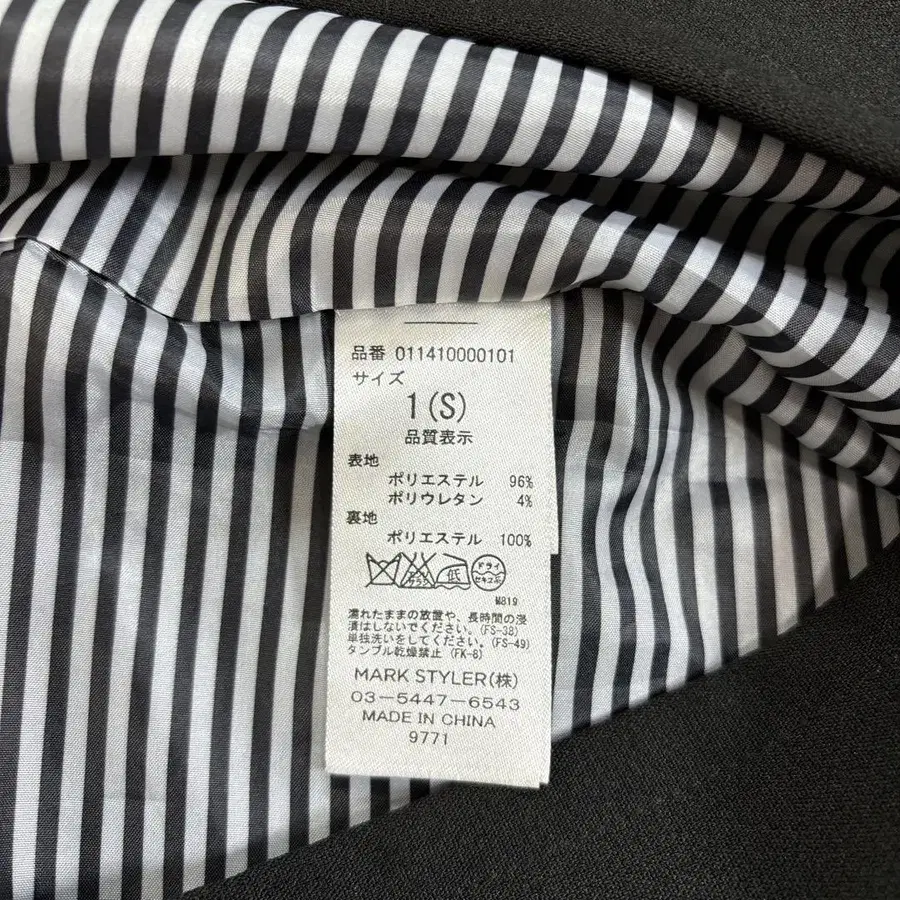 品番 011410000101
サイズ
1(S)
品質表示
表地
ポリエステル 96%
ポリウレタン 4%
裏地
ポリエステル 100%
低 ドライ セキユ系
M819
濡れたままの放置や、長時間の浸
漬はしないでください。(FS-38)
単独洗いをしてください。(FS-49)
タンブル乾燥禁止 (FK-8)
MARK STYLER(株)
03-5447-6543
MADE IN CHINA
9771